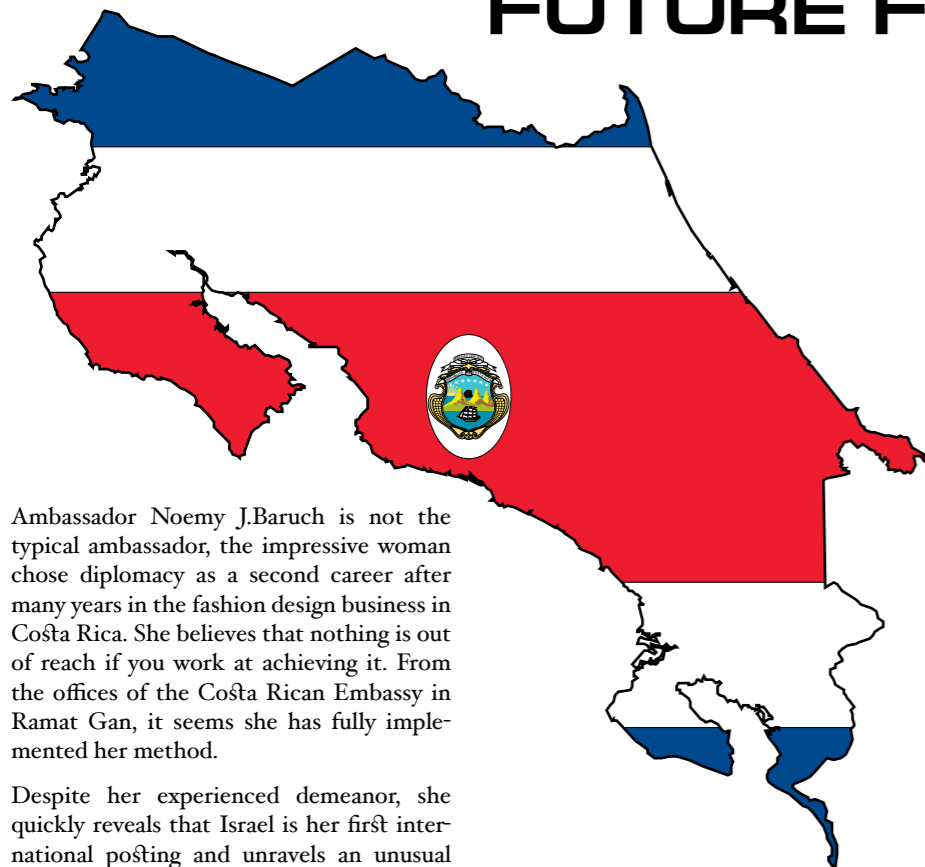 FUTURE F
Ambassador Noemy J.Baruch is not the
typical ambassador, the impressive woman
chose diplomacy as a second career after
many years in the fashion design business in
Costa Rica. She believes that nothing is out
of reach if you work at achieving it. From
the offices of the Costa Rican Embassy in
Ramat Gan, it seems she has fully imple-
mented her method.
Despite her experienced demeanor, she
quickly reveals that Israel is her first inter-
national posting and unravels an unusual